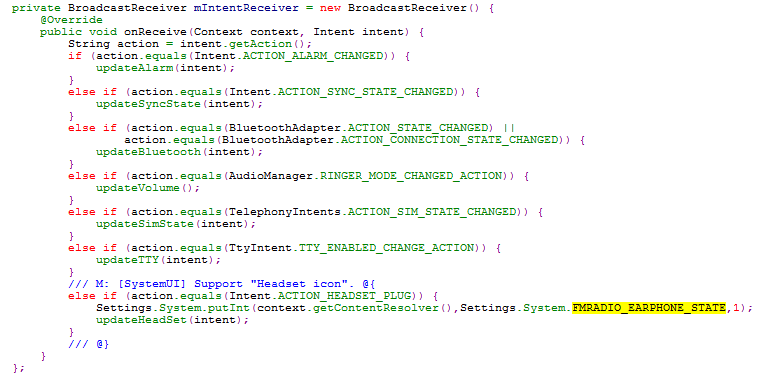 private BroadcastReceiver mIntentReceiver = new BroadcastReceiver() {
    @Override
    public void onReceive(Context context, Intent intent) {
        String action = intent.getAction();
        if (action.equals(Intent.ACTION_ALARM_CHANGED)) {
            updateAlarm(intent);
        }
        else if (action.equals(Intent.ACTION_SYNC_STATE_CHANGED)) {
            updateSyncState(intent);
        }
        else if (action.equals(BluetoothAdapter.ACTION_STATE_CHANGED) ||
                action.equals(BluetoothAdapter.ACTION_CONNECTION_STATE_CHANGED)) {
            updateBluetooth(intent);
        }
        else if (action.equals(AudioManager.RINGER_MODE_CHANGED_ACTION)) {
            updateVolume();
        }
        else if (action.equals(TelephonyIntents.ACTION_SIM_STATE_CHANGED)) {
            updateSimState(intent);
        }
        else if (action.equals(TtyIntent.TTY_ENABLED_CHANGE_ACTION)) {
            updateTTY(intent);
        }
        /// M: [SystemUI] Support "Headset icon". @{
        else if (action.equals(Intent.ACTION_HEADSET_PLUG)) {
            Settings.System.putInt(context.getContentResolver(),Settings.System.FMRADIO_EARPHONE_STATE,1);
            updateHeadSet(intent);
        }
        /// @}
    }
};